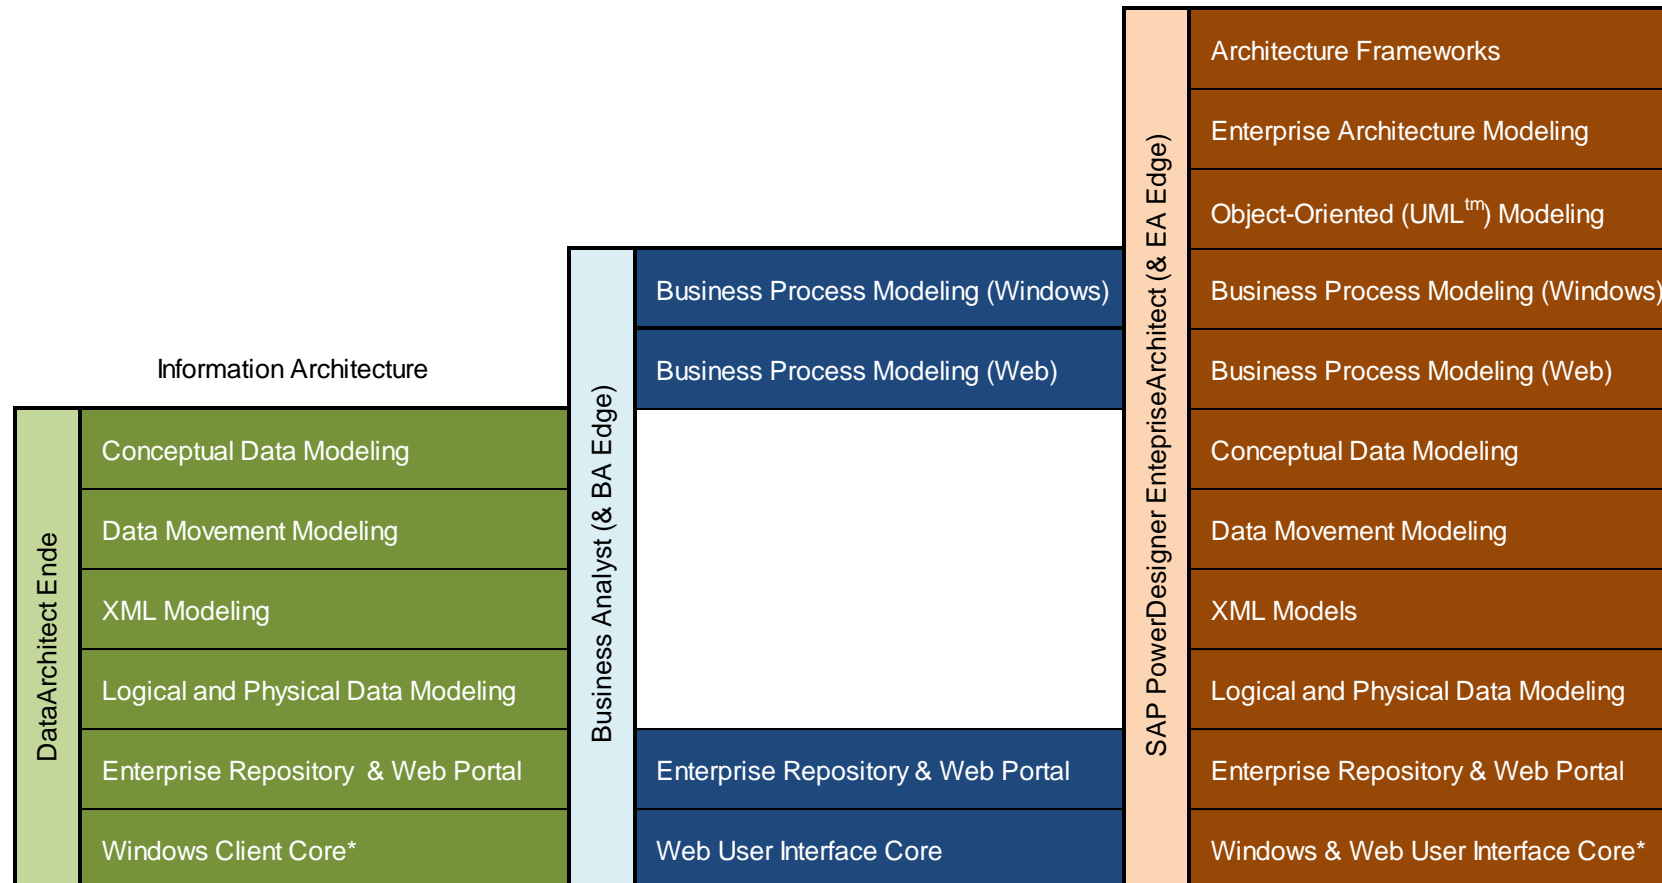 Information Architecture
DataArchitect Ende
Conceptual Data Modeling
Data Movement Modeling
XML Modeling
Logical and Physical Data Modeling
Enterprise Repository & Web Portal
Windows Client Core*
Business Analyst (& BA Edge)
Business Process Modeling (Windows)
Business Process Modeling (Web)
Enterprise Repository & Web Portal
Web User Interface Core
SAP PowerDesigner EntepriseArchitect (& EA Edge)
Architecture Frameworks
Enterprise Architecture Modeling
Object-Oriented (UML™) Modeling
Business Process Modeling (Windows)
Business Process Modeling (Web)
Conceptual Data Modeling
Data Movement Modeling
XML Models
Logical and Physical Data Modeling
Enterprise Repository & Web Portal
Windows & Web User Interface Core*